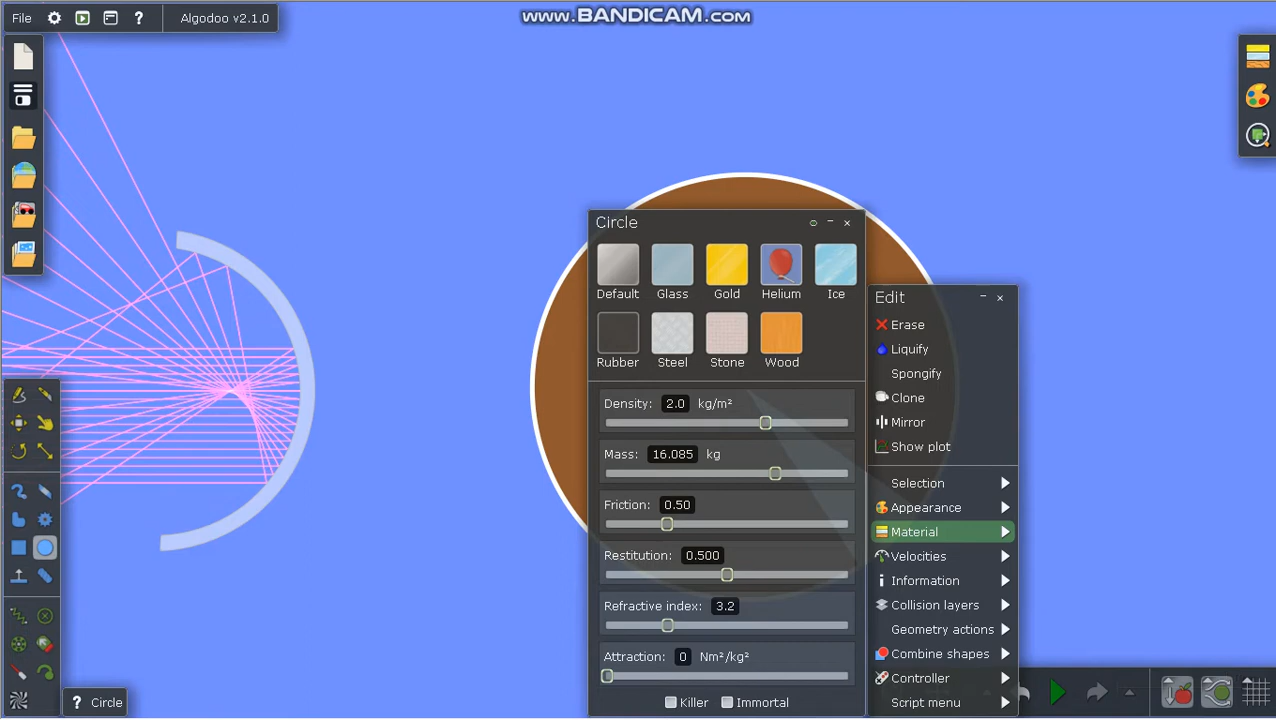 www.BANDICAM.com
File ? Algodoo v2.1.0
Circle
Default Glass Gold Helium Ice
Rubber Steel Stone Wood
Density: 2.0 kg/m²
Mass: 16.085 kg
Friction: 0.50
Restitution: 0.500
Refractive index: 3.2
Attraction: 0 Nm²/kg²
Killer Immortal
Edit
Erase
Liquify
Spongify
Clone
Mirror
Show plot
Selection
Appearance
Material
Velocities
Information
Collision layers
Geometry actions
Combine shapes
Controller
Script menu
? Circle